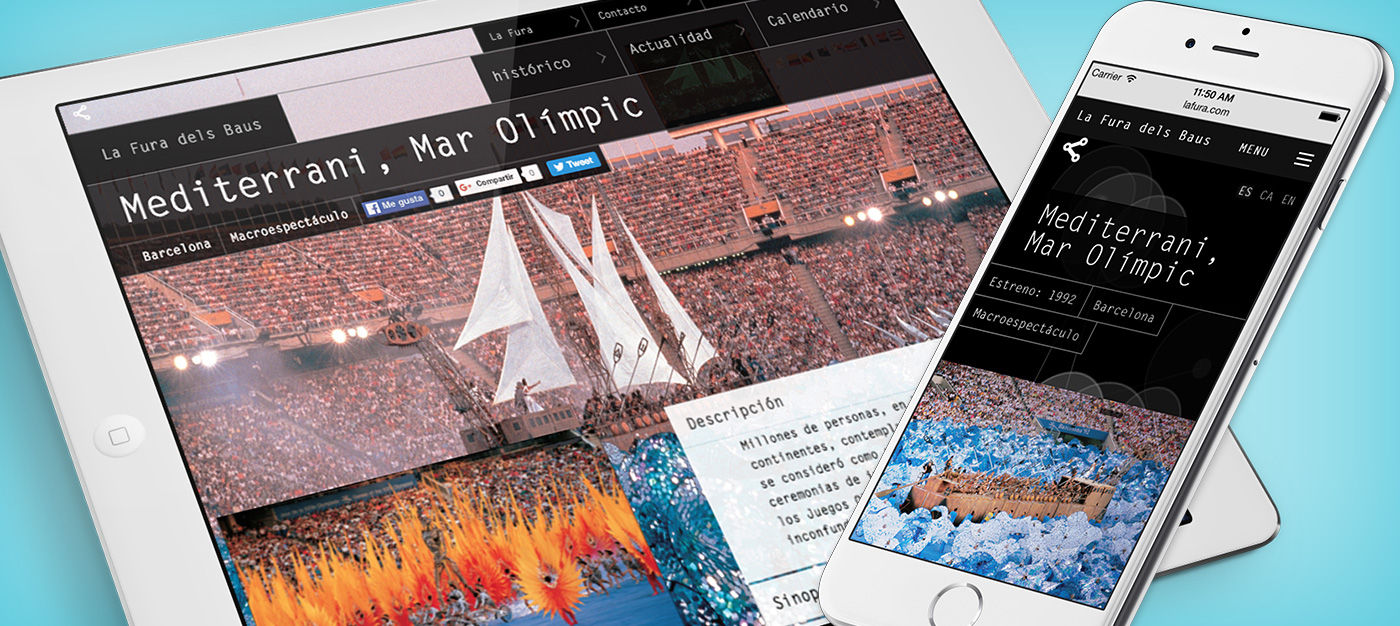 La Fura
Contacto
histórico
Actualidad
Calendario
La Fura dels Baus
Mediterrani, Mar Olímpic
Barcelona
Macroespectáculo
Me gusta
0
G+ Compartir
0
Tweet
Descripción
Millones de personas, en
continentes, contempl
se consideró como
ceremonias de
los Juegos
inconfun
Sinop
Carrier
11:50 AM
lafura.com
La Fura dels Baus
MENU
ES CA EN
Mediterrani,
Mar Olímpic
Estreno: 1992
Barcelona
Macroespectáculo